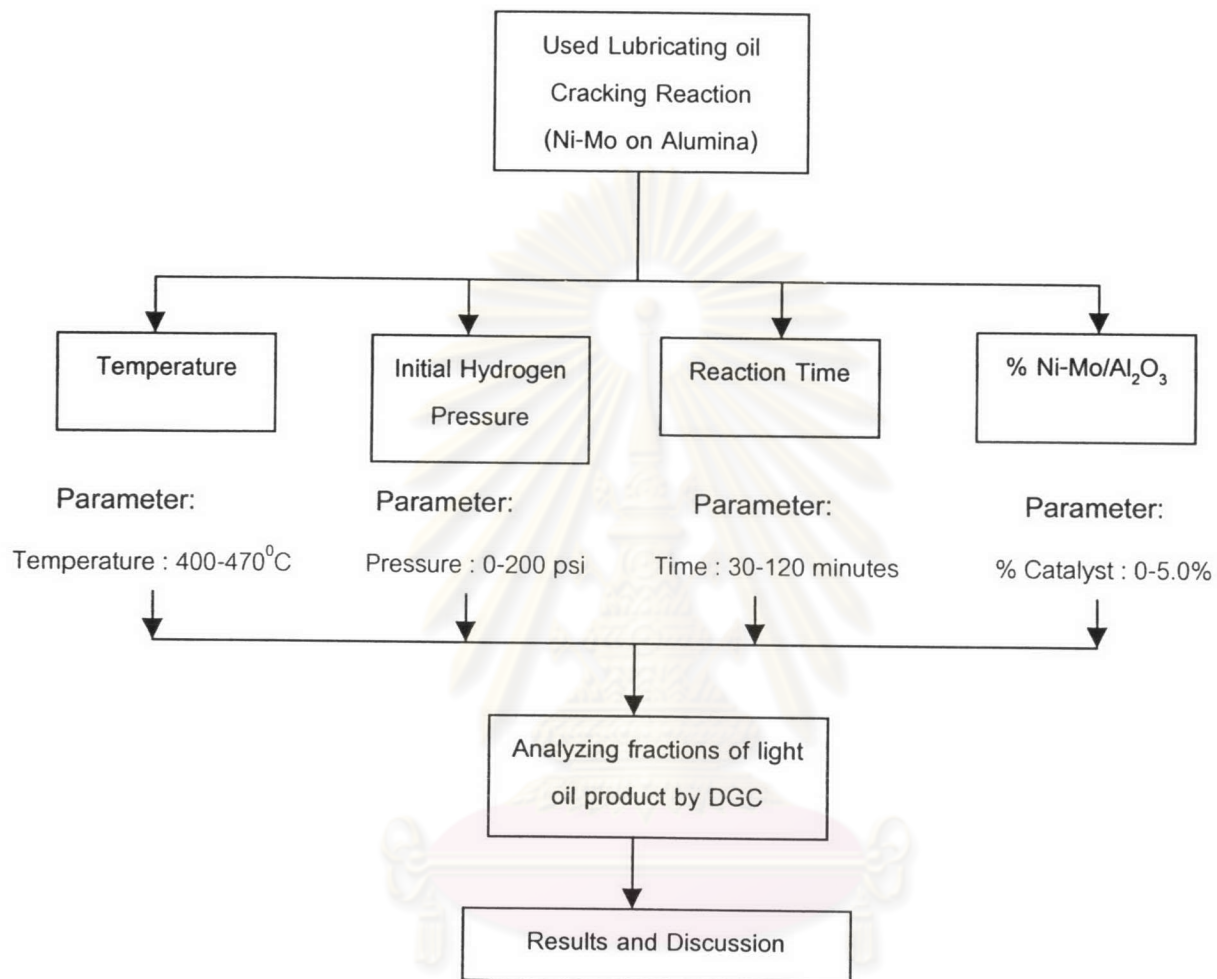 Used Lubricating oil
Cracking Reaction
(Ni-Mo on Alumina)
Temperature
Initial Hydrogen
Pressure
Reaction Time
% Ni-Mo/Al₂O₃
Parameter:
Parameter:
Parameter:
Parameter:
Temperature : 400-470⁰C
Pressure : 0-200 psi
Time : 30-120 minutes
% Catalyst : 0-5.0%
Analyzing fractions of light
oil product by DGC
Results and Discussion